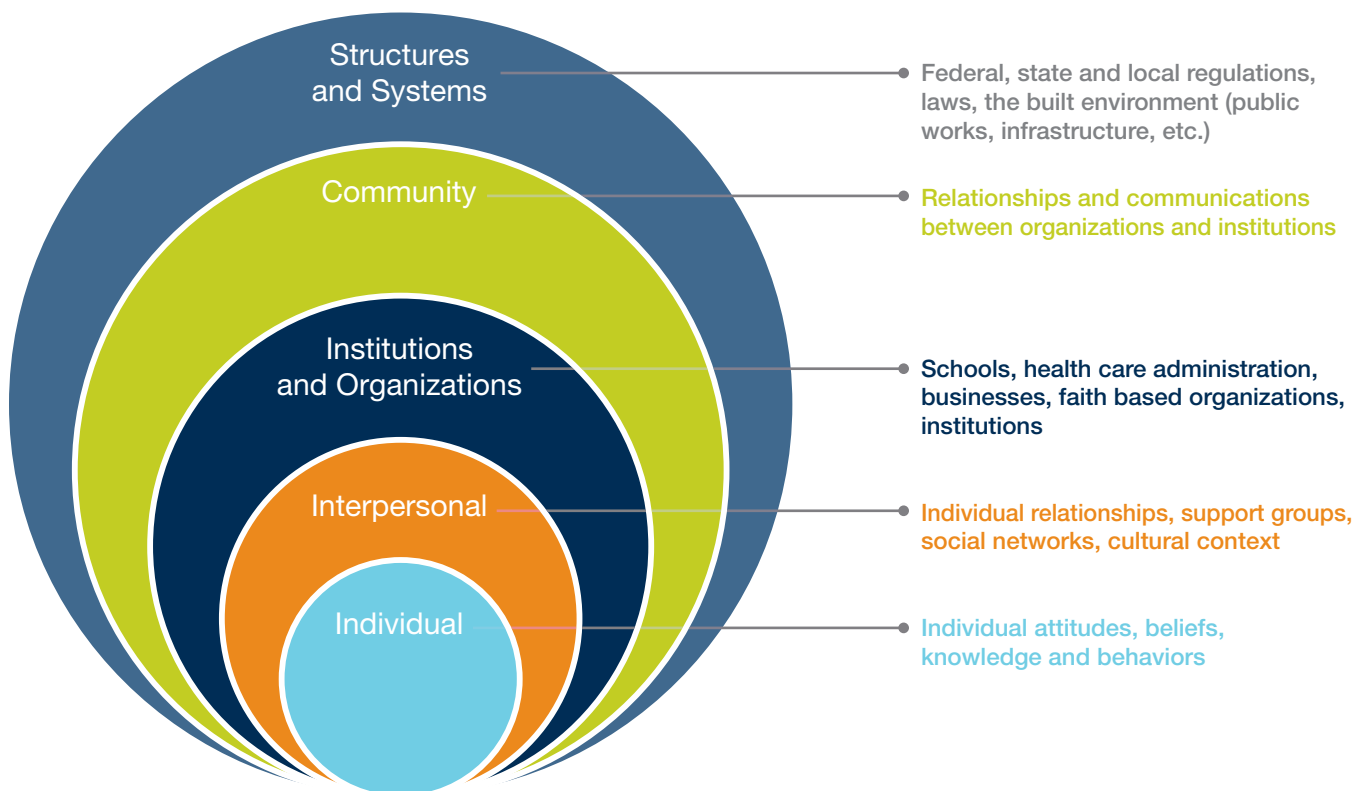 Structures
and Systems
Federal, state and local regulations,
laws, the built environment (public
works, infrastructure, etc.)
Community
Relationships and communications
between organizations and institutions
Institutions
and Organizations
Schools, health care administration,
businesses, faith based organizations,
institutions
Interpersonal
Individual relationships, support groups,
social networks, cultural context
Individual
Individual attitudes, beliefs,
knowledge and behaviors